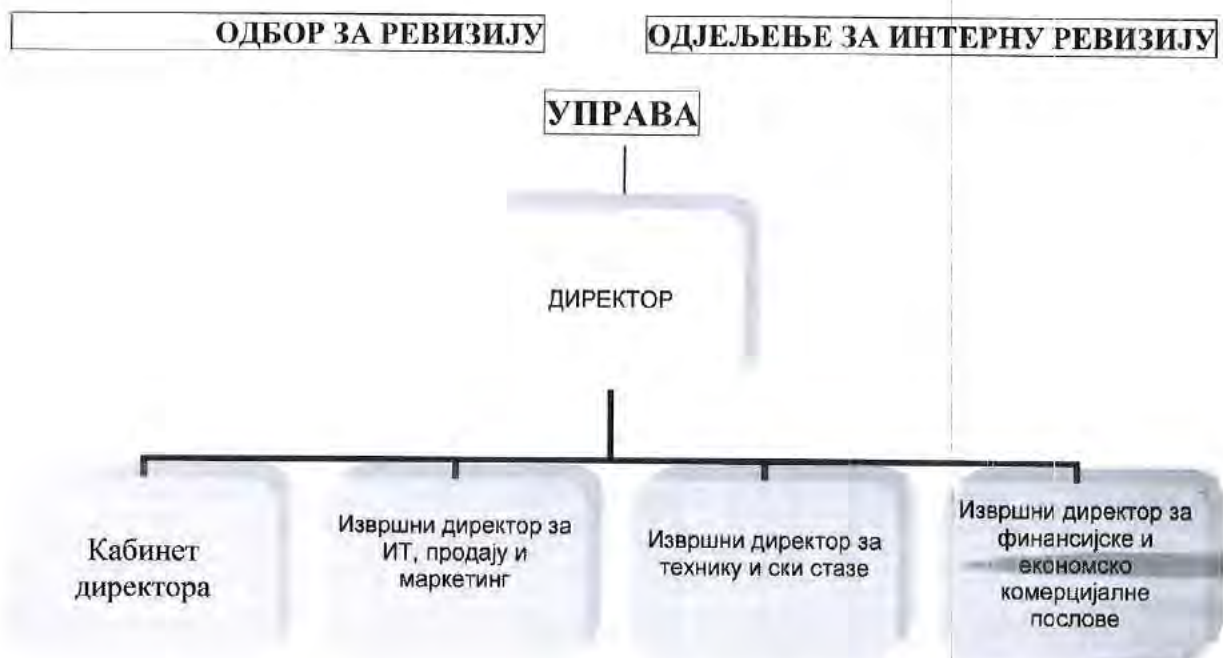 ОДБОР ЗА РЕВИЗИЈУ
ОДЈЕЉЕЊЕ ЗА ИНТЕРНУ РЕВИЗИЈУ
УПРАВА
ДИРЕКТОР
Кабинет
директора
Извршни директор за
ИТ, продају и
маркетинг
Извршни директор за
технику и ски стазе
Извршни директор за
финансијске и
економско
комерцијалне
послове